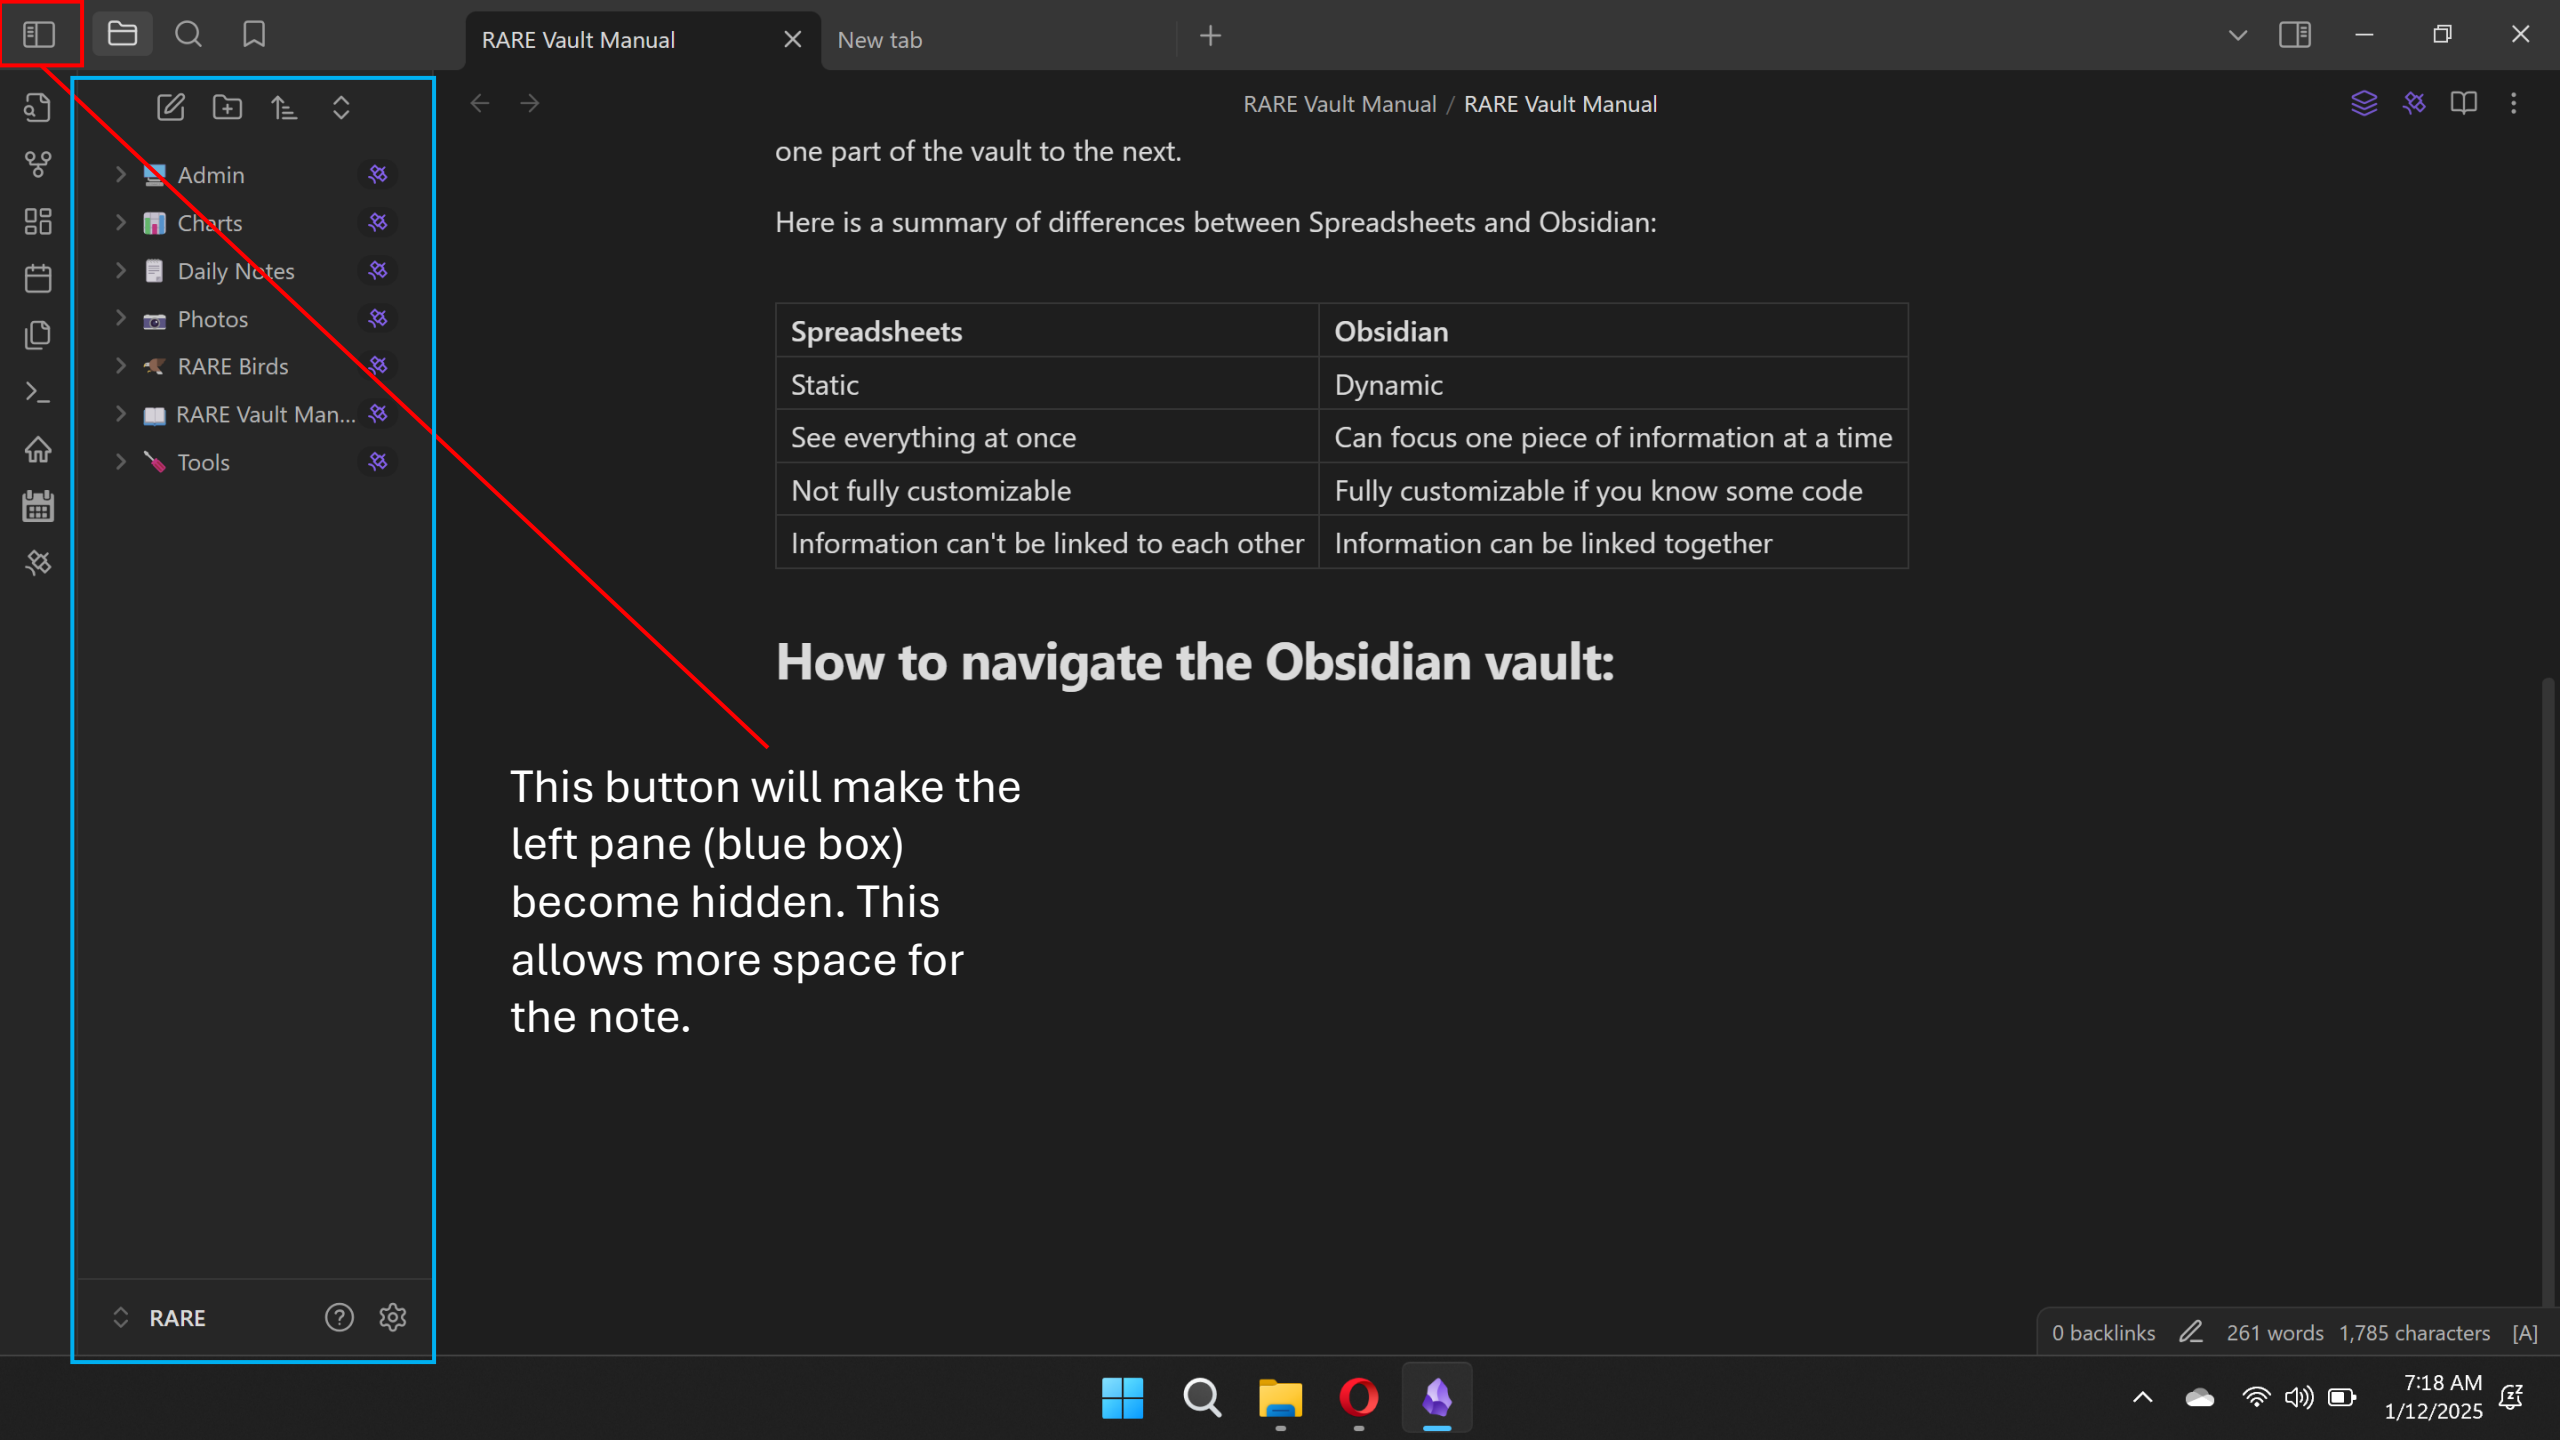 RARE Vault Manual
New tab
RARE Vault Manual / RARE Vault Manual
Admin
Charts
Daily Notes
Photos
RARE Birds
RARE Vault Man...
Tools
RARE
one part of the vault to the next.
Here is a summary of differences between Spreadsheets and Obsidian:
Spreadsheets Obsidian
Static Dynamic
See everything at once Can focus one piece of information at a time
Not fully customizable Fully customizable if you know some code
Information can't be linked to each other Information can be linked together
How to navigate the Obsidian vault:
This button will make the
left pane (blue box)
become hidden. This
allows more space for
the note.
0 backlinks 261 words 1,785 characters [A]
7:18 AM
1/12/2025